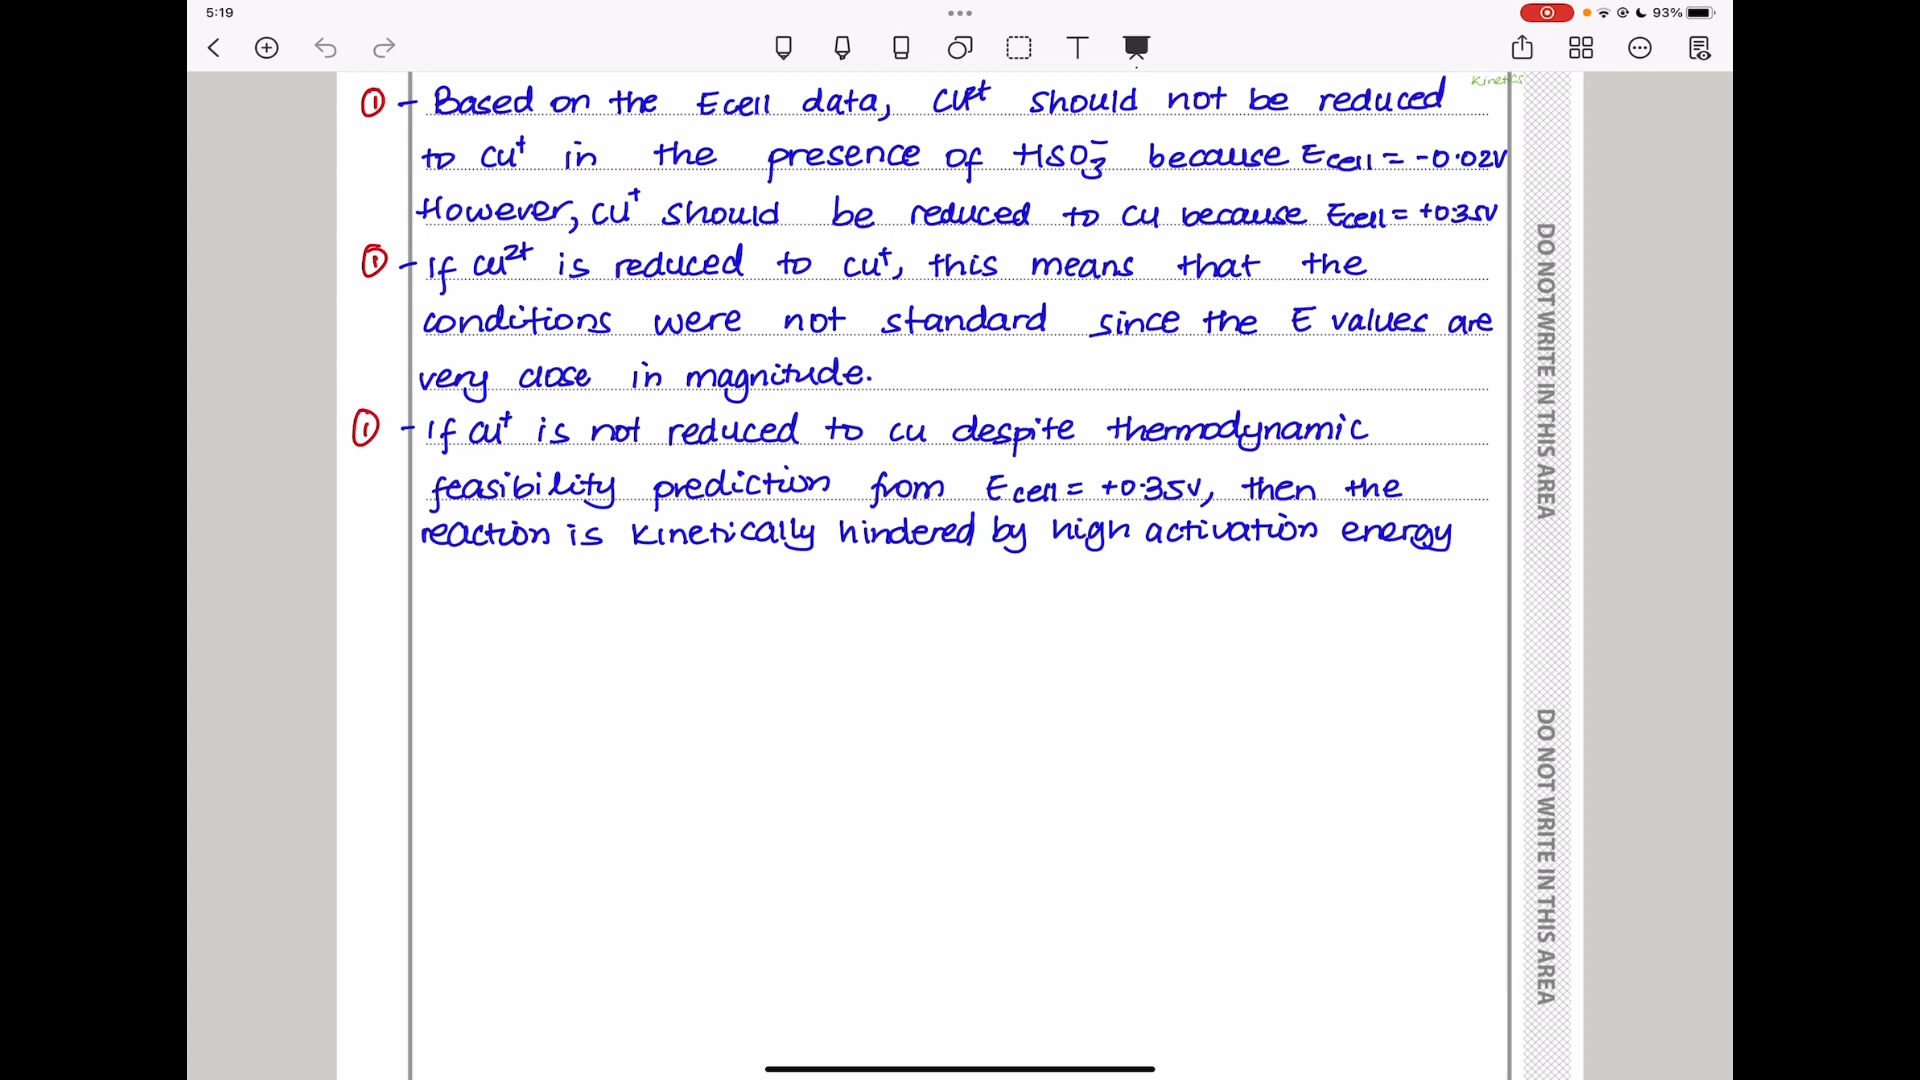 5:19
93%
Kinetics
① - Based on the Ecell data, Cu²⁺ should not be reduced
to Cu⁺ in the presence of HSO₃⁻ because Ecell = -0.02V
However, Cu⁺ should be reduced to Cu because Ecell = +0.35V
① - If Cu²⁺ is reduced to Cu⁺, this means that the
conditions were not standard since the E values are
very close in magnitude.
① - If Cu⁺ is not reduced to Cu despite thermodynamic
feasibility prediction from Ecell = +0.35V, then the
reaction is kinetically hindered by high activation energy
DO NOT WRITE IN THIS AREA
DO NOT WRITE IN THIS AREA